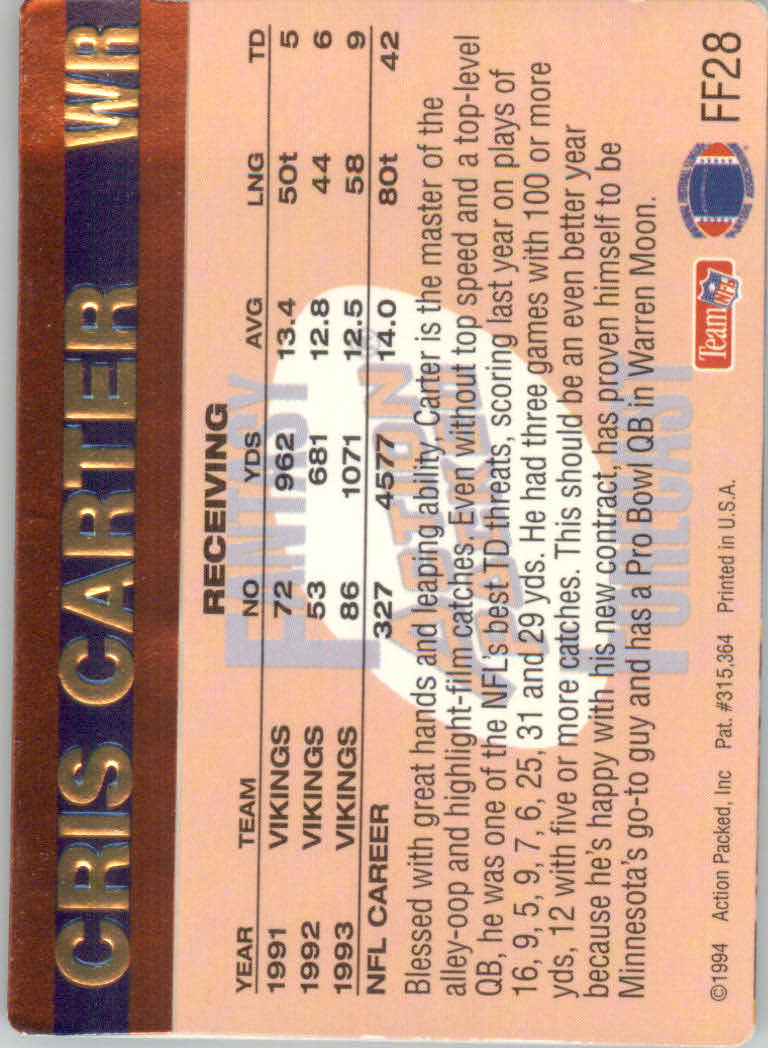 CRIS CARTER WR
RECEIVING
YEAR TEAM NO YDS AVG LNG TD
1991 VIKINGS 72 962 13.4 50t 5
1992 VIKINGS 53 681 12.8 44 6
1993 VIKINGS 86 1071 12.5 58 9
NFL CAREER 327 4577 14.0 80t 42
FANTASY
ACTION PACKED
FORECAST
Blessed with great hands and leaping ability, Carter is the master of the
alley-oop and highlight-film catches. Even without top speed and a top-level
QB, he was one of the NFL's best TD threats, scoring last year on plays of
16, 9, 5, 9, 7, 6, 25, 31 and 29 yds. He had three games with 100 or more
yds, 12 with five or more catches. This should be an even better year
because he's happy with his new contract, has proven himself to be
Minnesota's go-to guy and has a Pro Bowl QB in Warren Moon.
©1994 Action Packed, Inc Pat. #315,364 Printed in U.S.A.
Team NFL
FF28